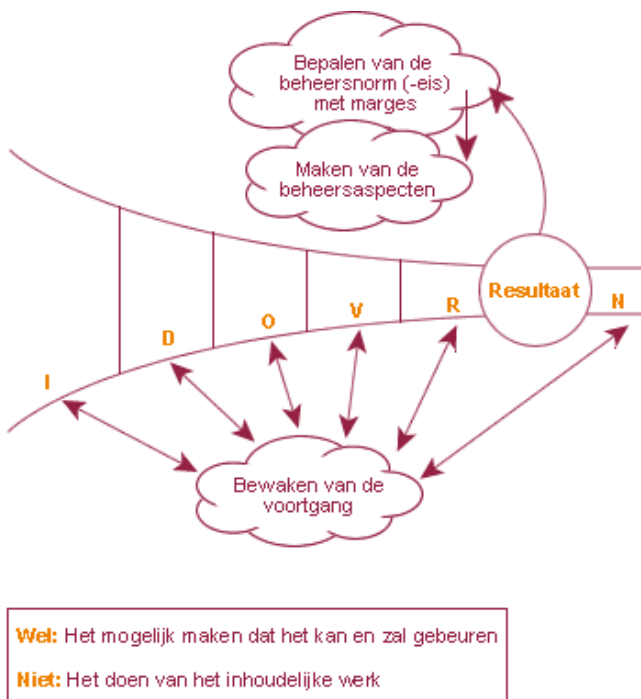 Bepalen van de
beheersnorm (-eis)
met marges
Maken van de
beheersaspecten
Resultaat
I
D
O
V
R
N
Bewaken van de
voortgang
Wel: Het mogelijk maken dat het kan en zal gebeuren
Niet: Het doen van het inhoudelijke werk